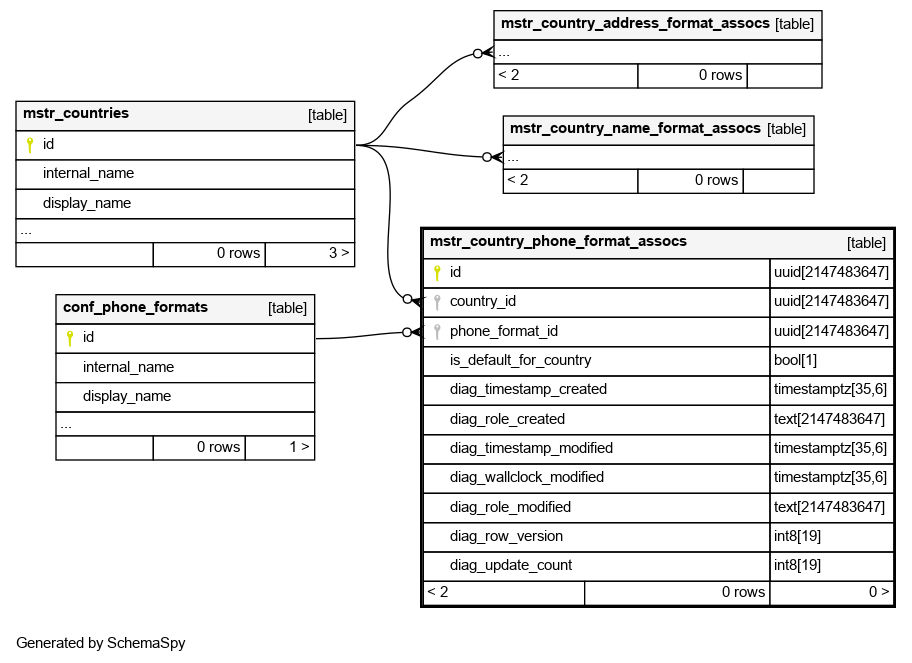 mstr_country_address_format_assocs [table]
...
< 2 0 rows
mstr_countries [table]
id
internal_name
display_name
...
0 rows 3 >
mstr_country_name_format_assocs [table]
...
< 2 0 rows
mstr_country_phone_format_assocs [table]
id uuid[2147483647]
country_id uuid[2147483647]
phone_format_id uuid[2147483647]
is_default_for_country bool[1]
diag_timestamp_created timestamptz[35,6]
diag_role_created text[2147483647]
diag_timestamp_modified timestamptz[35,6]
diag_wallclock_modified timestamptz[35,6]
diag_role_modified text[2147483647]
diag_row_version int8[19]
diag_update_count int8[19]
< 2 0 rows 0 >
conf_phone_formats [table]
id
internal_name
display_name
...
0 rows 1 >
Generated by SchemaSpy